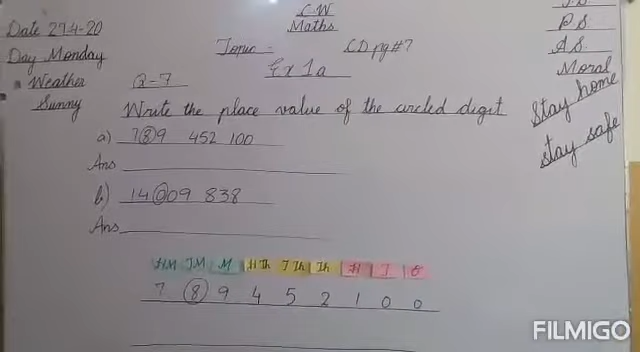 C.W
Maths
Date 27-4-20
Day Monday
Weather
Sunny
Topic - CD pg#7
Ex 1a
P.S
A.S
Moral
Stay home
stay safe
Q-7
Write the place value of the circled digit
a) 789 452 100
Ans
b) 14 009 838
Ans
HM TM M HTh TTh Th H T O
7 8 9 4 5 2 1 0 0
FILMIGO